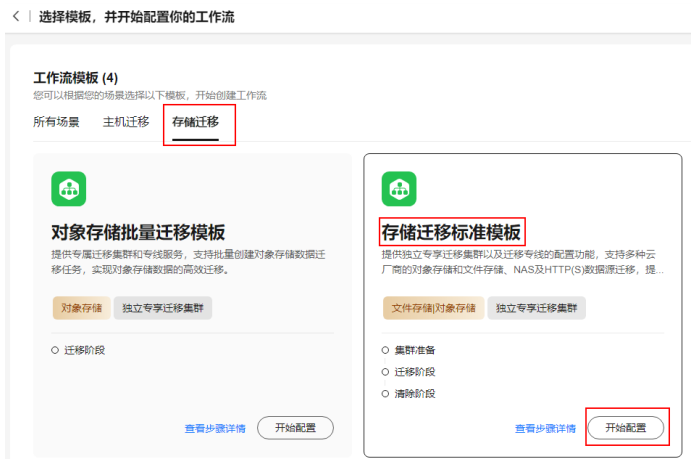 选择模板，并开始配置你的工作流
工作流模板 (4)
您可以根据您的场景选择以下模板，开始创建工作流
所有场景 主机迁移 存储迁移
对象存储批量迁移模板
提供专属迁移集群和专线服务，支持批量创建对象存储数据迁
移任务，实现对象存储数据的高效迁移。
对象存储 独立专享迁移集群
迁移阶段
查看步骤详情 开始配置
存储迁移标准模板
提供独立专享迁移集群以及迁移专线的配置功能，支持多种云
厂商的对象存储和文件存储、NAS及HTTP(S)数据源迁移，提...
文件存储|对象存储 独立专享迁移集群
集群准备
迁移阶段
清除阶段
查看步骤详情 开始配置